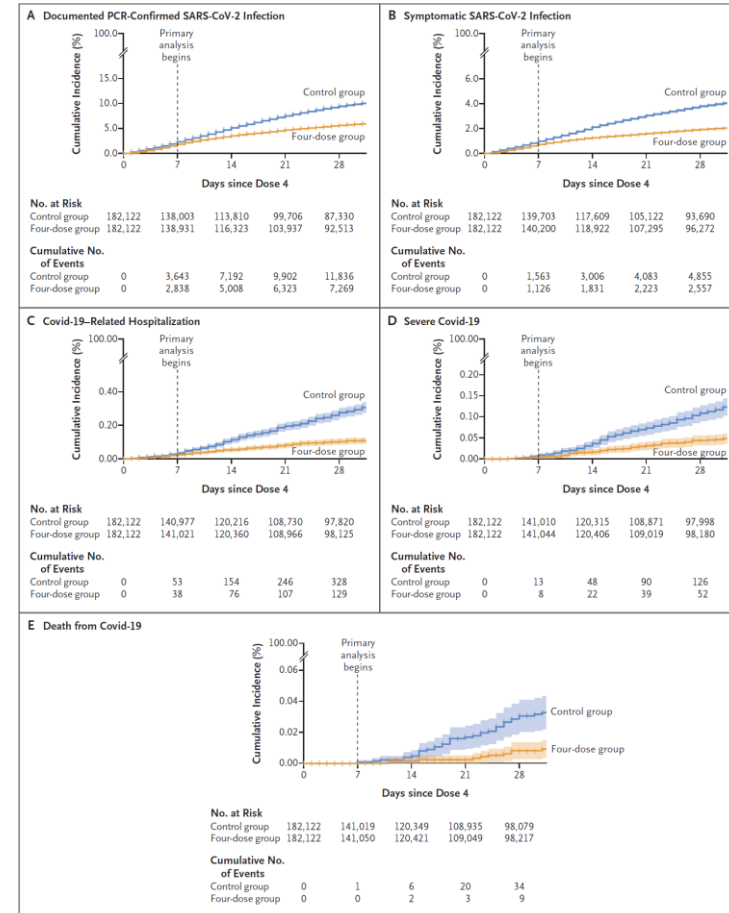 A Documented PCR-Confirmed SARS-CoV-2 Infection
Cumulative Incidence (%)
100.0
15.0
10.0
5.0
0.0
Primary
analysis
begins
Control group
Four-dose group
0 7 14 21 28
Days since Dose 4
No. at Risk
Control group 182,122 138,003 113,810 99,706 87,330
Four-dose group 182,122 138,931 116,323 103,937 92,513
Cumulative No.
of Events
Control group 0 3,643 7,192 9,902 11,836
Four-dose group 0 2,838 5,008 6,323 7,269
B Symptomatic SARS-CoV-2 Infection
Cumulative Incidence (%)
100.0
6.0
4.0
2.0
0.0
Primary
analysis
begins
Control group
Four-dose group
0 7 14 21 28
Days since Dose 4
No. at Risk
Control group 182,122 139,703 117,609 105,122 93,690
Four-dose group 182,122 140,200 118,922 107,295 96,272
Cumulative No.
of Events
Control group 0 1,563 3,006 4,083 4,855
Four-dose group 0 1,126 1,831 2,223 2,557
C Covid-19–Related Hospitalization
Cumulative Incidence (%)
100.00
0.40
0.20
0.00
Primary
analysis
begins
Control group
Four-dose group
0 7 14 21 28
Days since Dose 4
No. at Risk
Control group 182,122 140,977 120,216 108,730 97,820
Four-dose group 182,122 141,021 120,360 108,966 98,125
Cumulative No.
of Events
Control group 0 53 154 246 328
Four-dose group 0 38 76 107 129
D Severe Covid-19
Cumulative Incidence (%)
100.00
0.20
0.15
0.10
0.05
0.00
Primary
analysis
begins
Control group
Four-dose group
0 7 14 21 28
Days since Dose 4
No. at Risk
Control group 182,122 141,010 120,315 108,871 97,998
Four-dose group 182,122 141,044 120,406 109,019 98,180
Cumulative No.
of Events
Control group 0 13 48 90 126
Four-dose group 0 8 22 39 52
E Death from Covid-19
Cumulative Incidence (%)
100.00
0.06
0.04
0.02
0.00
Primary
analysis
begins
Control group
Four-dose group
0 7 14 21 28
Days since Dose 4
No. at Risk
Control group 182,122 141,019 120,349 108,935 98,079
Four-dose group 182,122 141,050 120,421 109,049 98,217
Cumulative No.
of Events
Control group 0 1 6 20 34
Four-dose group 0 0 2 3 9